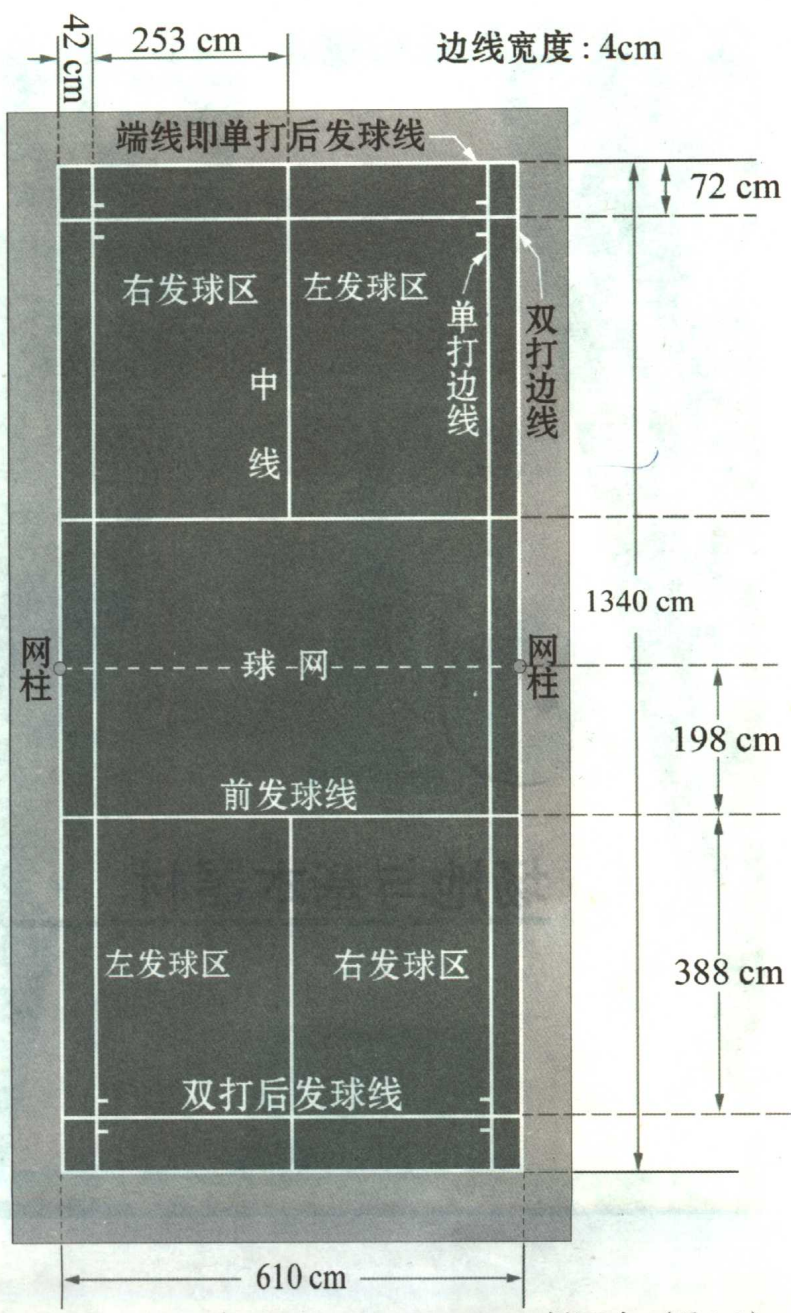 42 cm
253 cm
边线宽度：4cm
端线即单打后发球线
72 cm
右发球区
左发球区
单打边线
双打边线
中线
1340 cm
网柱
球网
网柱
198 cm
前发球线
左发球区
右发球区
388 cm
双打后发球线
610 cm